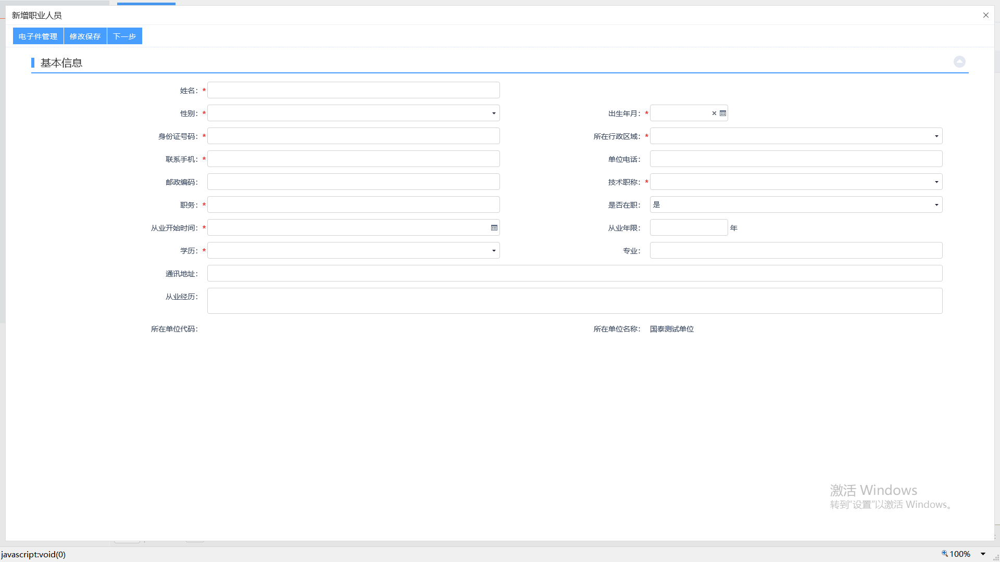 新增职业人员
电子件管理 修改保存 下一步
基本信息
姓名：*
性别：* 出生年月：*
身份证号码：* 所在行政区域：*
联系手机：* 单位电话：
邮政编码： 技术职称：*
职务：* 是否在职： 是
从业开始时间：* 从业年限： 年
学历：* 专业：
通讯地址：
从业经历：
所在单位代码： 所在单位名称： 国泰测试单位
激活 Windows
转到“设置”以激活 Windows。
javascript:void(0) 100%